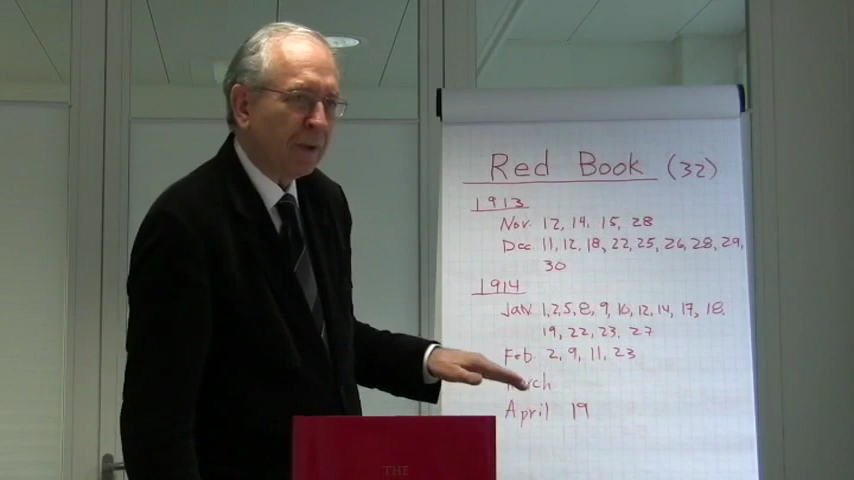 Red Book (32)
1913
Nov. 12, 14, 15, 28
Dec. 11, 12, 18, 22, 25, 26, 28, 29,
30
1914
Jan 1, 2, 5, 8, 9, 10, 12, 14, 17, 18,
19, 22, 23, 27
Feb. 2, 9, 11, 23
March
April 19
THE